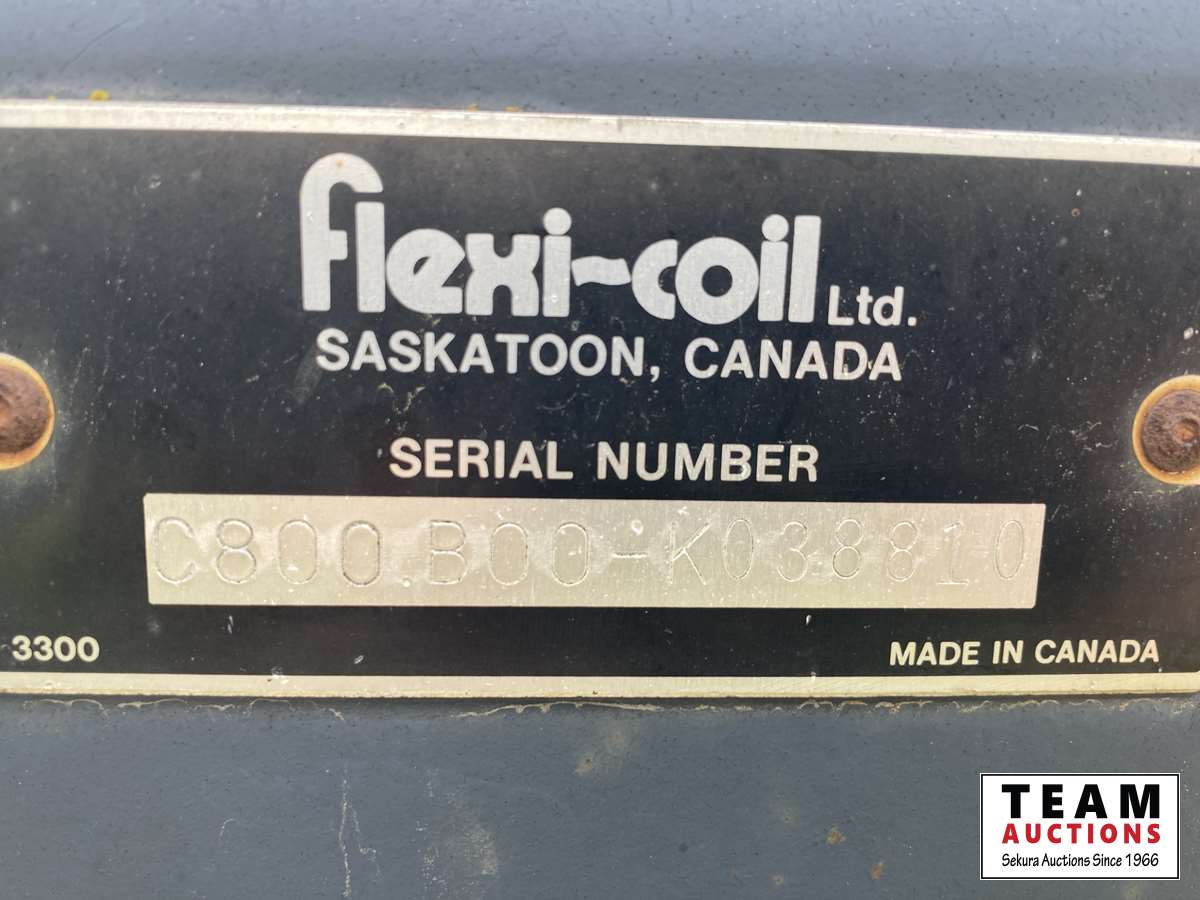 flexi-coil Ltd.
SASKATOON, CANADA
SERIAL NUMBER
C800 B00-K038810
3300
MADE IN CANADA
TEAM
AUCTIONS
Sekura Auctions Since 1966